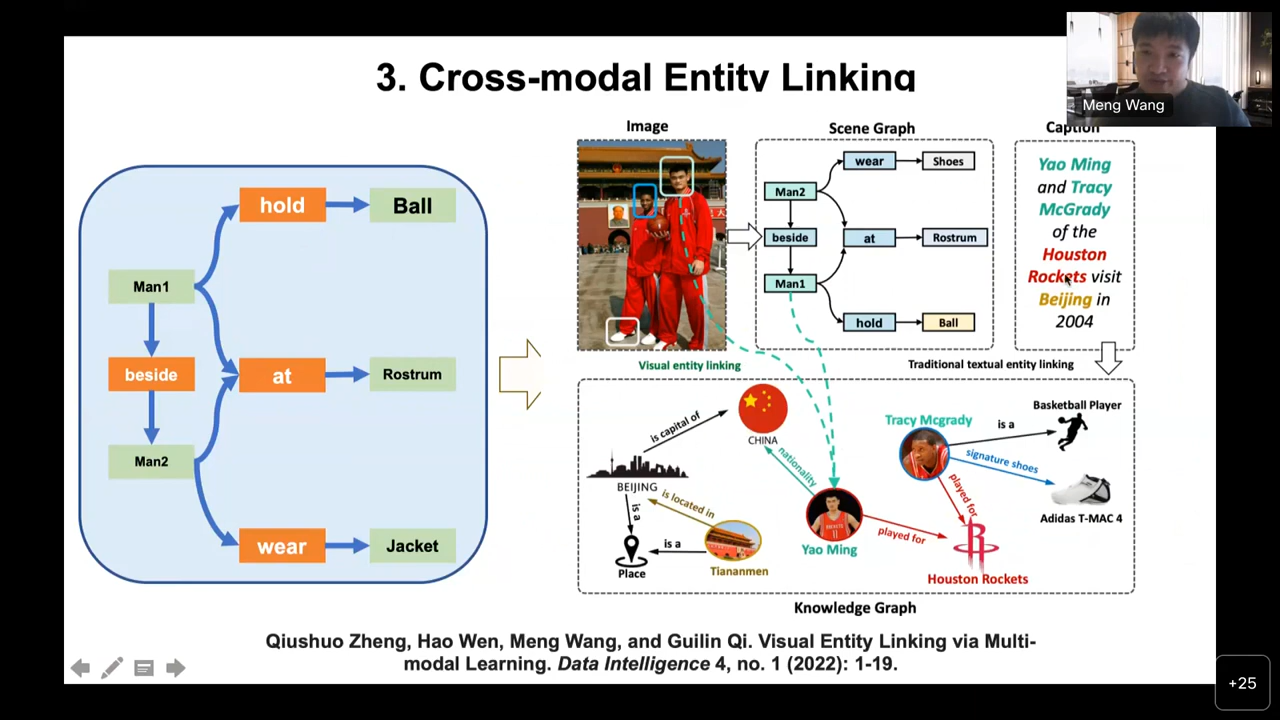 3. Cross-modal Entity Linking
Meng Wang
hold
Ball
Man1
beside
at
Rostrum
Man2
wear
Jacket
Image
Scene Graph
Caption
Man2
wear
Shoes
beside
at
Rostrum
Man1
hold
Ball
Yao Ming
and Tracy
McGrady
of the
Houston
Rockets visit
Beijing in
2004
Visual entity linking
Traditional textual entity linking
is capital of
CHINA
nationality
BEIJING
is located in
is a
is a
Place
Tiananmen
Yao Ming
played for
Tracy Mcgrady
is a
Basketball Player
signature shoes
played for
Adidas T-MAC 4
Houston Rockets
ROCKETS
11
Knowledge Graph
Qiushuo Zheng, Hao Wen, Meng Wang, and Guilin Qi. Visual Entity Linking via Multi-
modal Learning. Data Intelligence 4, no. 1 (2022): 1-19.
+25